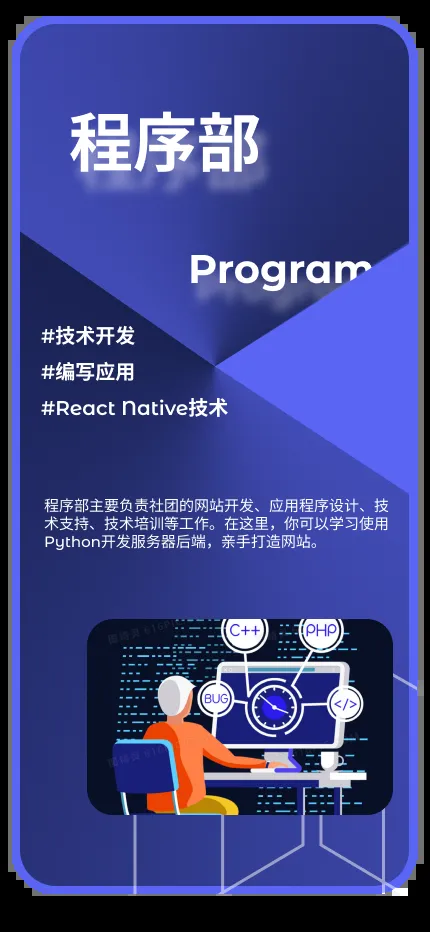 程序部
Program
#技术开发
#编写应用
#React Native技术
程序部主要负责社团的网站开发、应用程序设计、技
术支持、技术培训等工作。在这里，你可以学习使用
Python开发服务器后端，亲手打造网站。
C++
PHP
BUG
</>